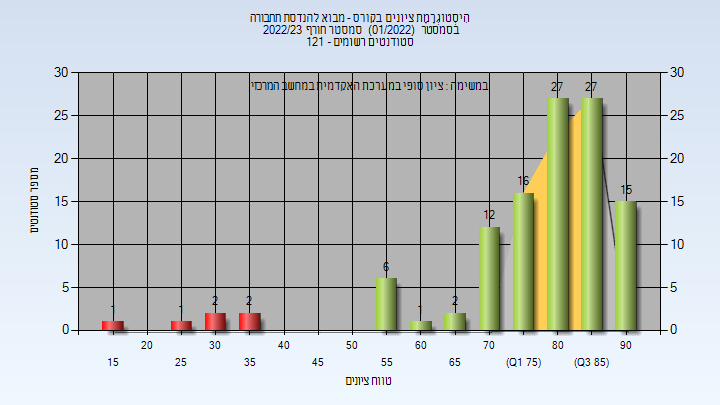 היסטוגרמת ציונים בקורס - מבוא להנדסת תחבורה
בסמסטר (01/2022) סמסטר חורף 2022/23
סטודנטים רשומים - 121
במשימה : ציון סופי במערכת האקדמית במחשב המרכזי
מספר סטודנטים
30 25 20 15 10 5 0
30 25 20 15 10 5 0
1 1 2 2 6 1 2 12 16 27 27 15
20 30 40 50 60 70 80 90
15 25 35 45 55 65 (Q1 75) (Q3 85)
טווח ציונים